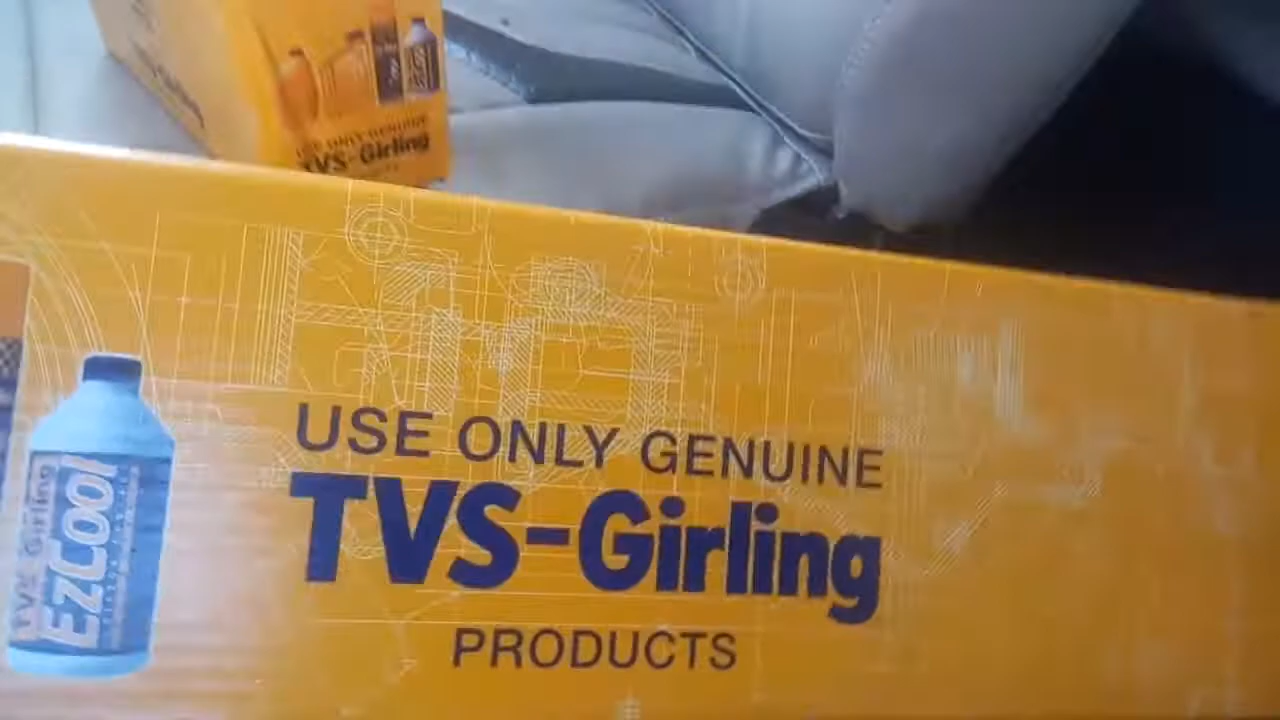 USE ONLY GENUINE
TVS-Girling
USE ONLY GENUINE
TVS-Girling
PRODUCTS
TVS Girling
EzCool